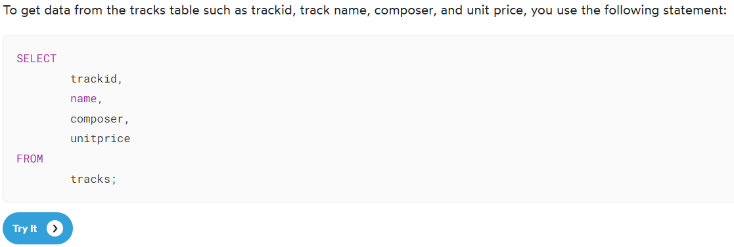 To get data from the tracks table such as trackid, track name, composer, and unit price, you use the following statement:
SELECT
trackid,
name,
composer,
unitprice
FROM
tracks;
Try It